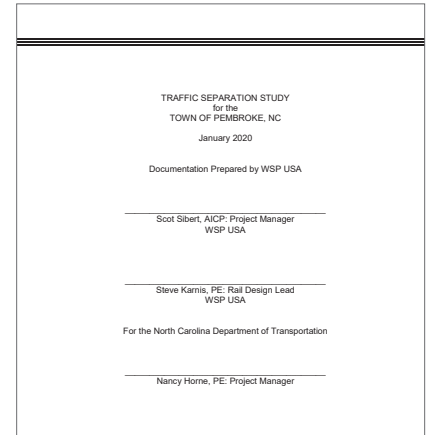 TRAFFIC SEPARATION STUDY
for the
TOWN OF PEMBROKE, NC
January 2020
Documentation Prepared by WSP USA
Scot Sibert, AICP: Project Manager
WSP USA
Steve Karnis, PE: Rail Design Lead
WSP USA
For the North Carolina Department of Transportation
Nancy Horne, PE: Project Manager